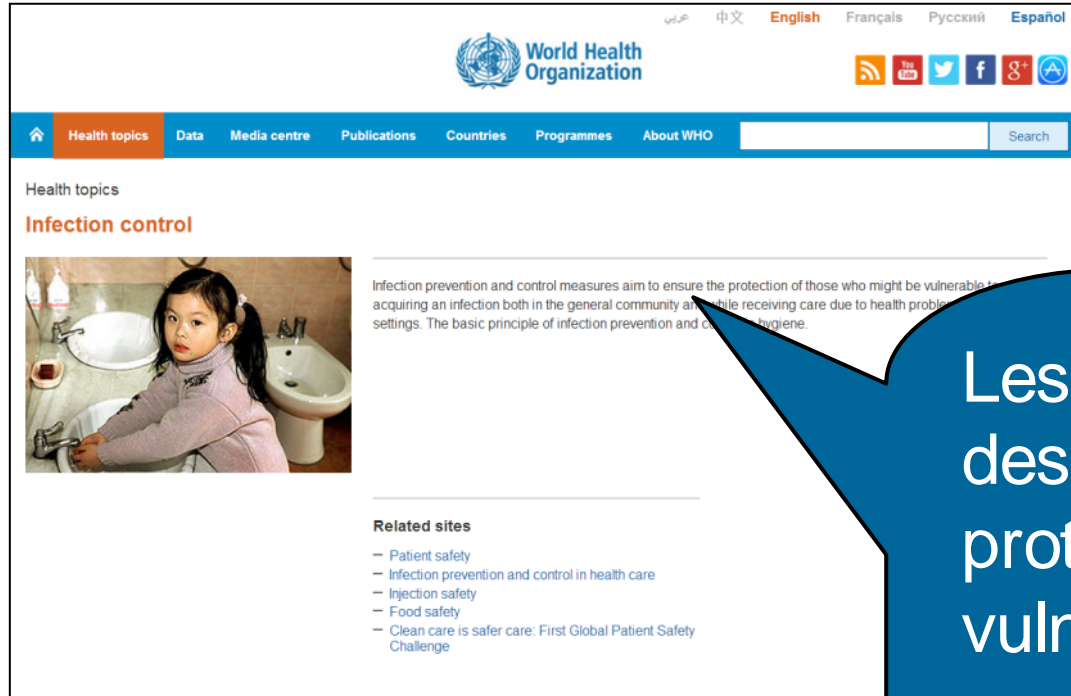 عربي 中文 English Français Русский Español
World Health
Organization
Health topics Data Media centre Publications Countries Programmes About WHO Search
Health topics
Infection control
Infection prevention and control measures aim to ensure the protection of those who might be vulnerable to
acquiring an infection both in the general community and while receiving care due to health
settings. The basic principle of infection prevention and hygiene.
Related sites
– Patient safety
– Infection prevention and control in health care
– Injection safety
– Food safety
– Clean care is safer care: First Global Patient Safety
Challenge
Les
des